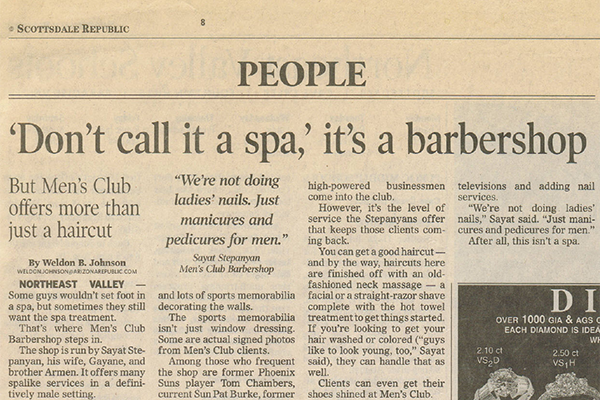 © SCOTTSDALE REPUBLIC
8
PEOPLE
'Don't call it a spa,' it's a barbershop
But Men's Club
offers more than
just a haircut
By Weldon B. Johnson
WELDON.JOHNSON@ARIZONAREPUBLIC.COM
NORTHEAST VALLEY —
Some guys wouldn't set foot in
a spa, but sometimes they still
want the spa treatment.
That's where Men's Club
Barbershop steps in.
The shop is run by Sayat Ste-
panyan, his wife, Gayane, and
brother Armen. It offers many
spalike services in a defini-
tively male setting.
"We're not doing
ladies' nails. Just
manicures and
pedicures for men."
Sayat Stepanyan
Men's Club Barbershop
and lots of sports memorabilia
decorating the walls.
The sports memorabilia
isn't just window dressing.
Some are actual signed photos
from Men's Club clients.
Among those who frequent
the shop are former Phoenix
Suns player Tom Chambers,
current Sun Pat Burke, former
high-powered businessmen
come into the club.
However, it's the level of
service the Stepanyans offer
that keeps those clients com-
ing back.
You can get a good haircut —
and by the way, haircuts here
are finished off with an old-
fashioned neck massage — a
facial or a straight-razor shave
complete with the hot towel
treatment to get things started.
If you're looking to get your
hair washed or colored ("guys
like to look young, too," Sayat
said), they can handle that as
well.
Clients can even get their
shoes shined at Men's Club.
televisions and adding nail
services.
"We're not doing ladies'
nails," Sayat said. "Just mani-
cures and pedicures for men."
After all, this isn't a spa.
DI
OVER 1000 GIA & AGS
EACH DIAMOND IS IDEA
WH
2.10 ct
VS2D
2.50 ct
VS1H